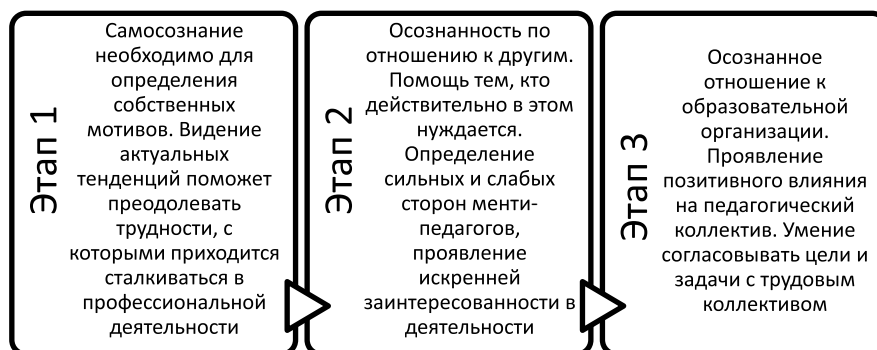 Этап 1
Самосознание
необходимо для
определения
собственных
мотивов. Видение
актуальных
тенденций поможет
преодолевать
трудности, с
которыми приходится
сталкиваться в
профессиональной
деятельности
Этап 2
Осознанность по
отношению к другим.
Помощь тем, кто
действительно в этом
нуждается.
Определение
сильных и слабых
сторон менти-
педагогов,
проявление
искренней
заинтересованности в
деятельности
Этап 3
Осознанное
отношение к
образовательной
организации.
Проявление
позитивного влияния
на педагогический
коллектив. Умение
согласовывать цели и
задачи с трудовым
коллективом